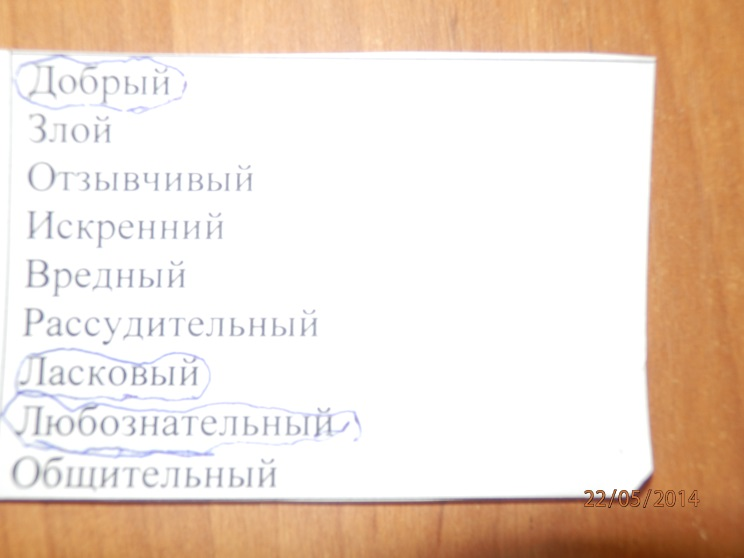 Добрый
Злой
Отзывчивый
Искренний
Вредный
Рассудительный
Ласковый
Любознательный
Общительный
22/05/2014